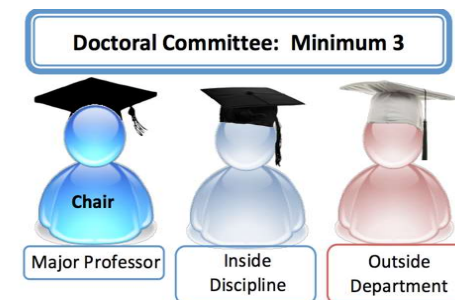 Doctoral Committee:  Minimum 3
Chair
Major Professor
Inside
Discipline
Outside
Department